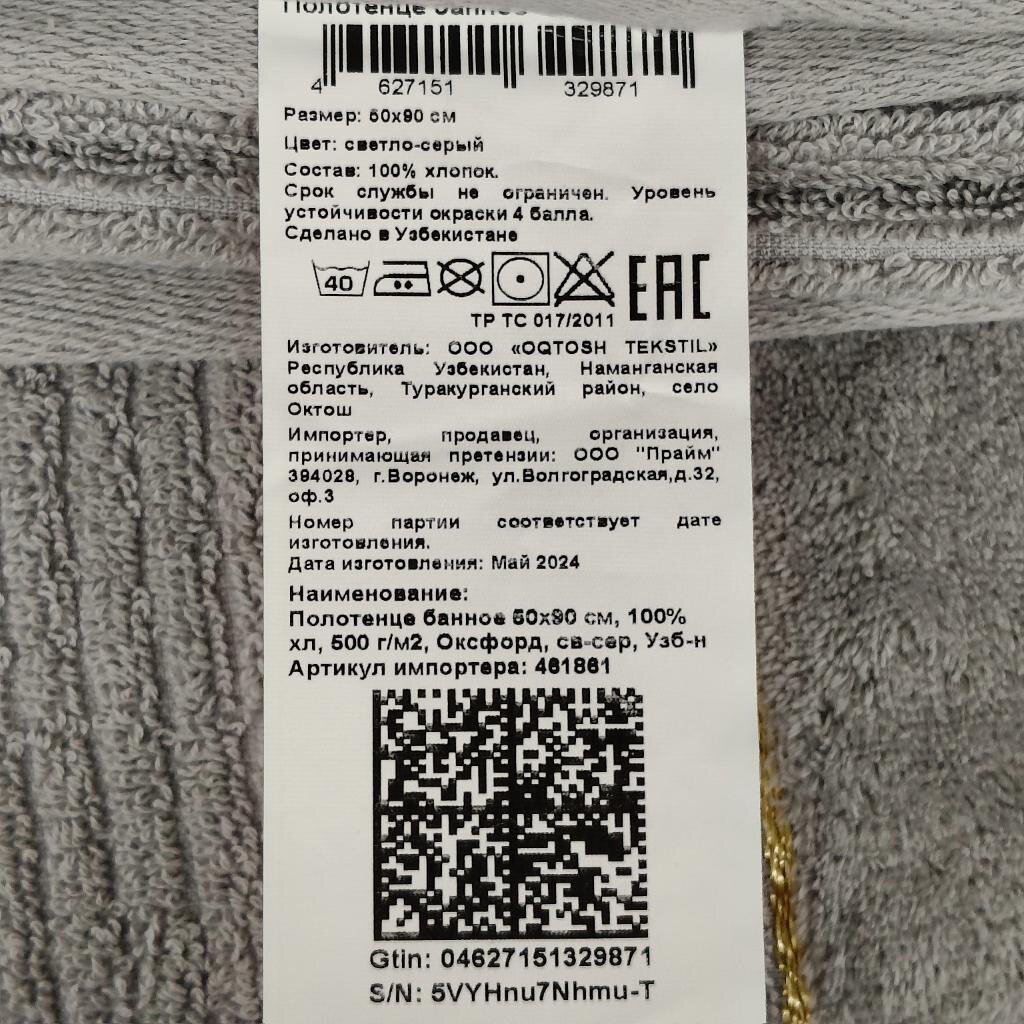 Полотенце банное
4 627151 329871
Размер: 50х90 см
Цвет: светло-серый
Состав: 100% хлопок.
Срок службы не ограничен. Уровень
устойчивости окраски 4 балла.
Сделано в Узбекистане
40
EAC
ТР ТС 017/2011
Изготовитель: ООО «OQTOSH TEKSTIL»
Республика Узбекистан, Наманганская
область, Туракурганский район, село
Октош
Импортер, продавец, организация,
принимающая претензии: ООО "Прайм"
394028, г.Воронеж, ул.Волгоградская,д.32,
оф.3
Номер партии соответствует дате
изготовления.
Дата изготовления: Май 2024
Наименование:
Полотенце банное 50х90 см, 100%
хл, 500 г/м2, Оксфорд, св-сер, Узб-н
Артикул импортера: 461861
Gtin: 04627151329871
S/N: 5VYHnu7Nhmu-T